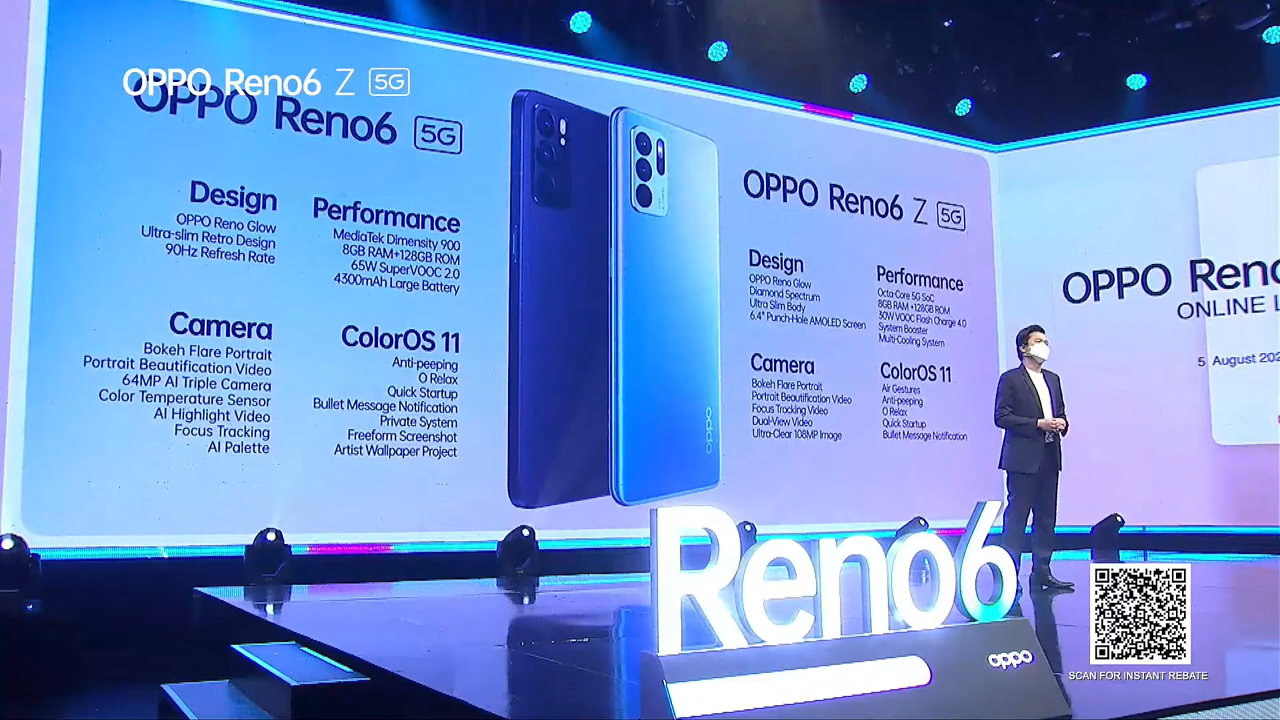 OPPO Reno6 Z 5G
OPPO Reno6 5G
Design
OPPO Reno Glow
Ultra-slim Retro Design
90Hz Refresh Rate
Performance
MediaTek Dimensity 900
8GB RAM+128GB ROM
65W SuperVOOC 2.0
4300mAh Large Battery
Camera
Bokeh Flare Portrait
Portrait Beautification Video
64MP AI Triple Camera
Color Temperature Sensor
AI Highlight Video
Focus Tracking
AI Palette
ColorOS 11
Anti-peeping
O Relax
Quick Startup
Bullet Message Notification
Private System
Freeform Screenshot
Artist Wallpaper Project
oppo
OPPO Reno6 Z 5G
Design
OPPO Reno Glow
Diamond Spectrum
Ultra Slim Body
6.4" Punch-Hole AMOLED Screen
Performance
Octa Core 5G SoC
8GB RAM +128GB ROM
30W VOOC Flash Charge 4.0
System Booster
Multi-Cooling System
Camera
Bokeh Flare Portrait
Portrait Beautification Video
Focus Tracking Video
Dual-View Video
Ultra-Clear 108MP Image
ColorOS 11
Air Gestures
Anti-peeping
O Relax
Quick Startup
Bullet Message Notification
OPPO Reno
ONLINE L
5 August 202
Reno6
oppo
SCAN FOR INSTANT REBATE